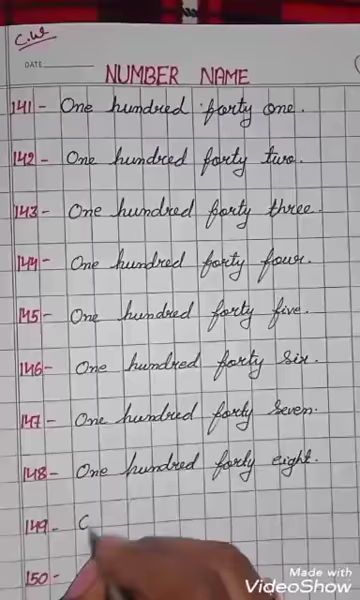 C.W
DATE:
NUMBER NAME
141 - One hundred forty one.
142 - One hundred forty two.
143 - One hundred forty three.
144 - One hundred forty four.
145 - One hundred forty five.
146 - One hundred forty six.
147 - One hundred forty seven.
148 - One hundred forty eight.
149 -
150 -
Made with
VideoShow